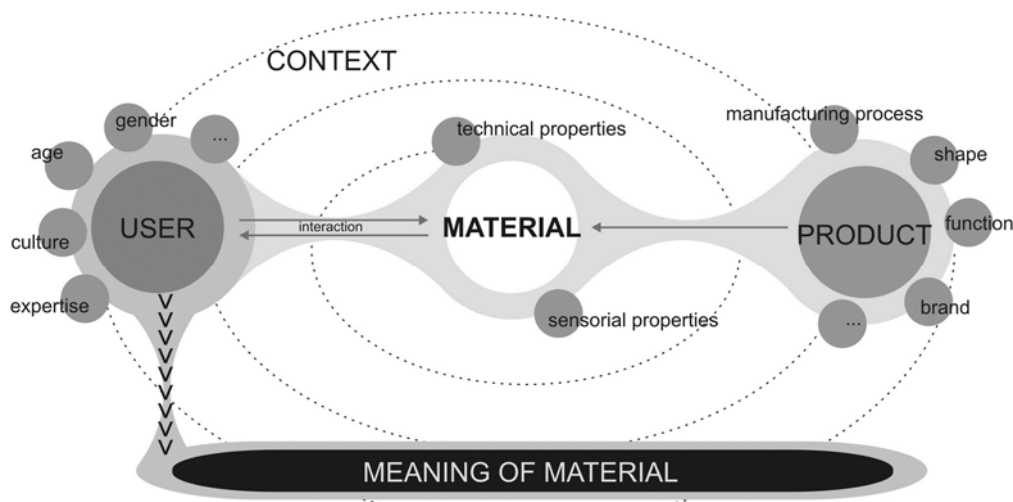 CONTEXT
gender
...
age
USER
culture
expertise
interaction
technical properties
MATERIAL
sensorial properties
manufacturing process
shape
function
PRODUCT
brand
...
V
V
V
V
V
V
V
V
V
MEANING OF MATERIAL